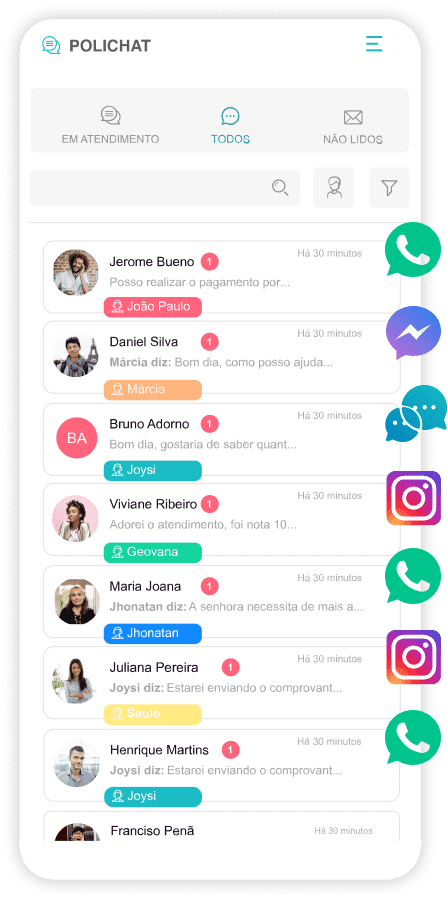 POLICHAT
EM ATENDIMENTO
TODOS
NÃO LIDOS
Jerome Bueno 1 Há 30 minutos
Posso realizar o pagamento por...
João Paulo
Daniel Silva 1 Há 30 minutos
Márcia diz: Bom dia, como posso ajuda...
Márcia
BA
Bruno Adorno 1 Há 30 minutos
Bom dia, gostaria de saber quant...
Joysi
Viviane Ribeiro 1 Há 30 minutos
Adorei o atendimento, foi nota 10...
Geovana
Maria Joana 1 Há 30 minutos
Jhonatan diz: A senhora necessita de mais a...
Jhonatan
Juliana Pereira 1 Há 30 minutos
Joysi diz: Estarei enviando o comprovant...
Saulo
Henrique Martins 1 Há 30 minutos
Joysi diz: Estarei enviando o comprovant...
Joysi
Franciso Penã Há 30 minutos